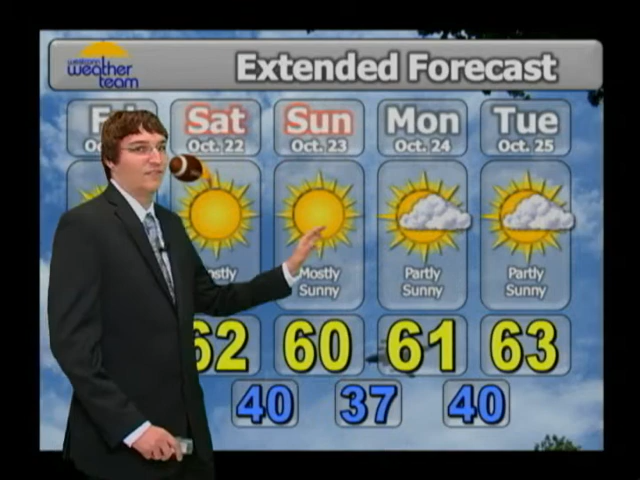 weather
team
Extended Forecast
Sat Sun Mon Tue
Oct. 22 Oct. 23 Oct. 24 Oct. 25
Mostly Partly Partly
Sunny Sunny Sunny
62 60 61 63
40 37 40